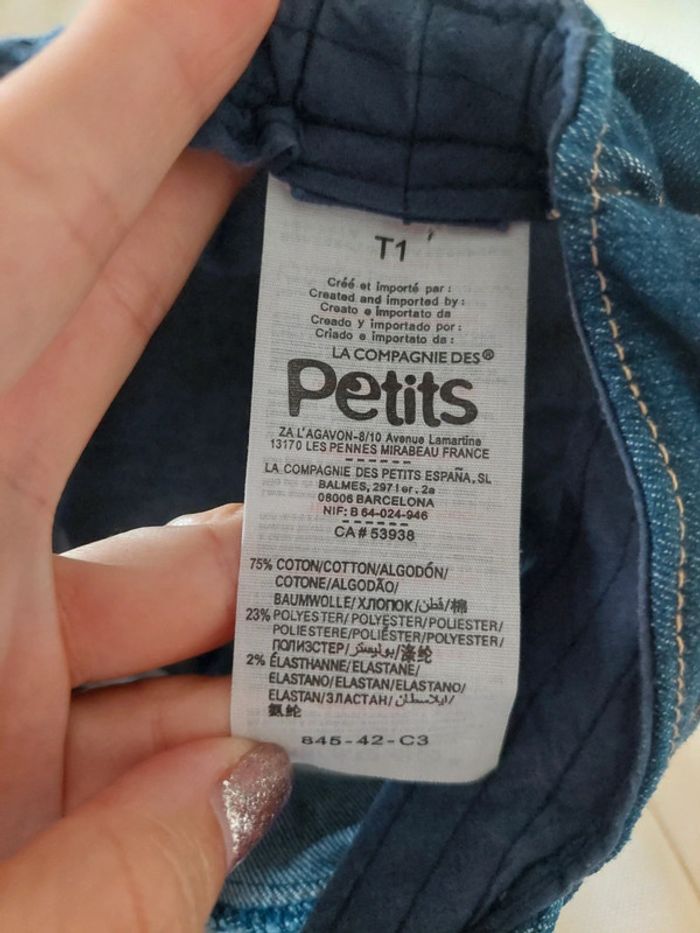 T1
Créé et importé par :
Created and imported by :
Creato e importato da
Creado y importado por :
Criado e importato da :
LA COMPAGNIE DES®
Petits
ZA L'AGAVON-8/10 Avenue Lamartine
13170 LES PENNES MIRABEAU FRANCE
LA COMPAGNIE DES PETITS ESPAÑA, SL
BALMES, 297 1er. 2a
08006 BARCELONA
NIF: B 64-024-946
CA# 53938
75% COTON/COTTON/ALGODÓN/
COTONE/ALGODÃO/
BAUMWOLLE/ХЛОПОК/قطن/棉
23% POLYESTER/POLYESTER/POLIESTER/
POLIESTERE/POLIÉSTER/POLYESTER/
ПОЛИЭСТЕР/بوليستر/涤纶
2% ÉLASTHANNE/ELASTANE/
ELASTANO/ELASTAN/ELASTANO/
ELASTAN/ЭЛАСТАН/ايلاسطان/
氨纶
845-42-C3